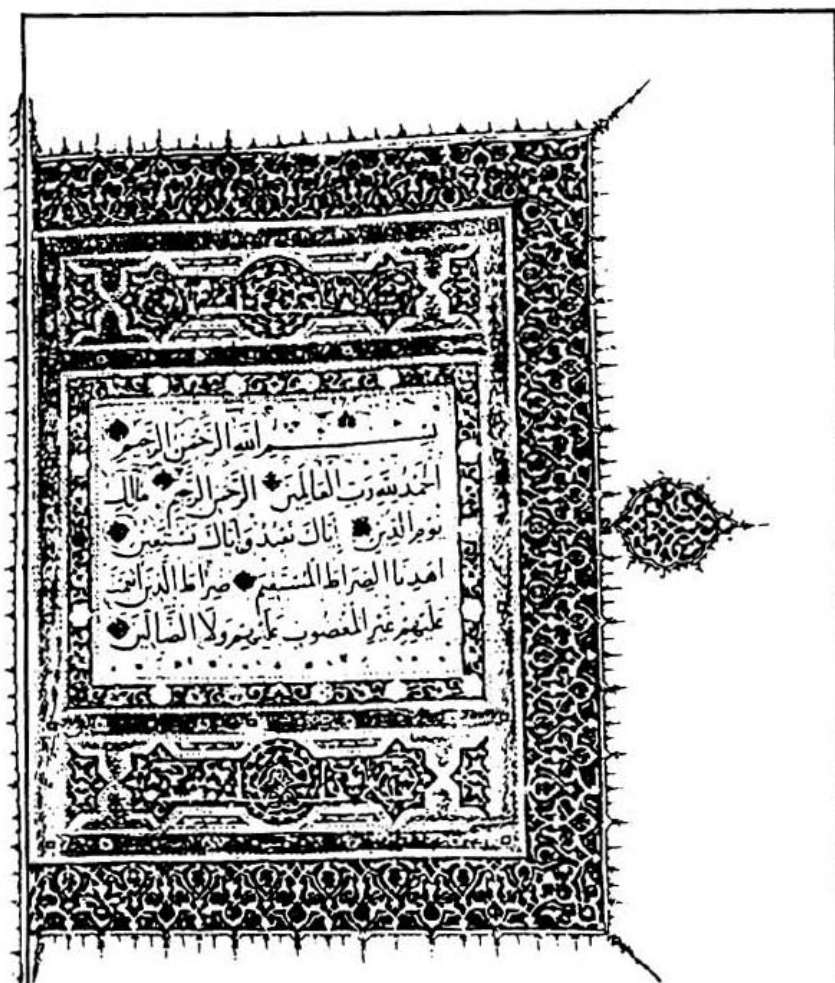 بسم الله الرحمن الرحيم
الحمد لله رب العالمين الرحمن الرحيم مالك
يوم الدين إياك نعبد وإياك نستعين
اهدنا الصراط المستقيم صراط الذين أنعمت
عليهم غير المغضوب عليهم ولا الضالين